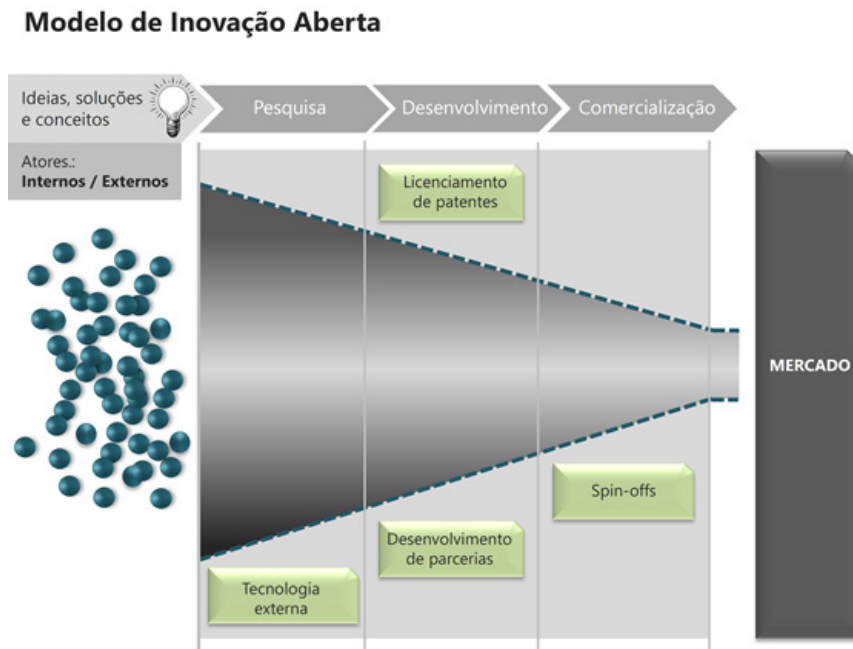 Modelo de Inovação Aberta
Ideias, soluções
e conceitos
Pesquisa
Desenvolvimento
Comercialização
Atores.:
Internos / Externos
Licenciamento
de patentes
MERCADO
Spin-offs
Desenvolvimento
de parcerias
Tecnologia
externa